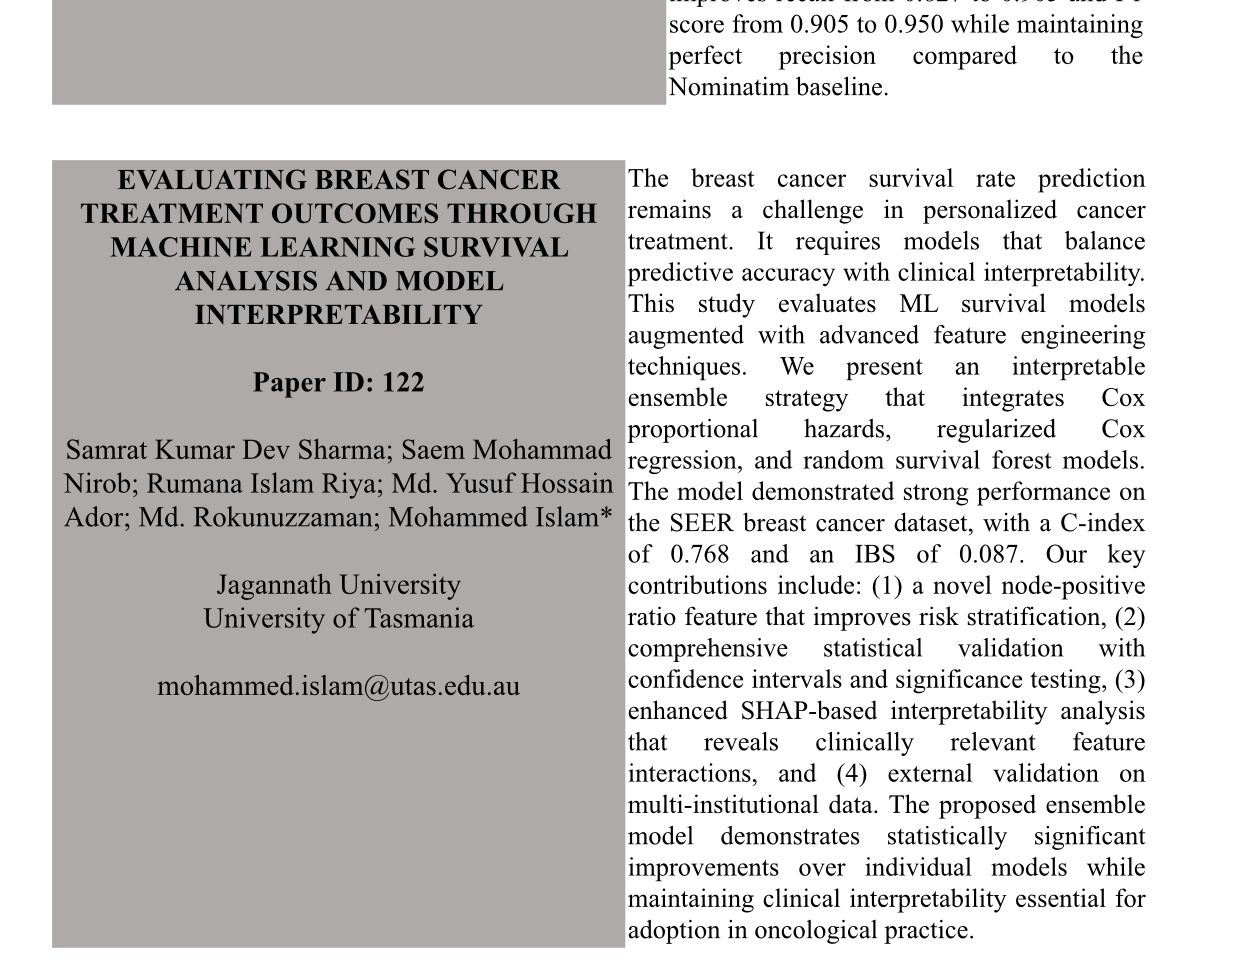 score from 0.905 to 0.950 while maintaining
perfect precision compared to the
Nominatim baseline.
EVALUATING BREAST CANCER
TREATMENT OUTCOMES THROUGH
MACHINE LEARNING SURVIVAL
ANALYSIS AND MODEL
INTERPRETABILITY
Paper ID: 122
Samrat Kumar Dev Sharma; Saem Mohammad
Nirob; Rumana Islam Riya; Md. Yusuf Hossain
Ador; Md. Rokunuzzaman; Mohammed Islam*
Jagannath University
University of Tasmania
mohammed.islam@utas.edu.au
The breast cancer survival rate prediction
remains a challenge in personalized cancer
treatment. It requires models that balance
predictive accuracy with clinical interpretability.
This study evaluates ML survival models
augmented with advanced feature engineering
techniques. We present an interpretable
ensemble strategy that integrates Cox
proportional hazards, regularized Cox
regression, and random survival forest models.
The model demonstrated strong performance on
the SEER breast cancer dataset, with a C-index
of 0.768 and an IBS of 0.087. Our key
contributions include: (1) a novel node-positive
ratio feature that improves risk stratification, (2)
comprehensive statistical validation with
confidence intervals and significance testing, (3)
enhanced SHAP-based interpretability analysis
that reveals clinically relevant feature
interactions, and (4) external validation on
multi-institutional data. The proposed ensemble
model demonstrates statistically significant
improvements over individual models while
maintaining clinical interpretability essential for
adoption in oncological practice.